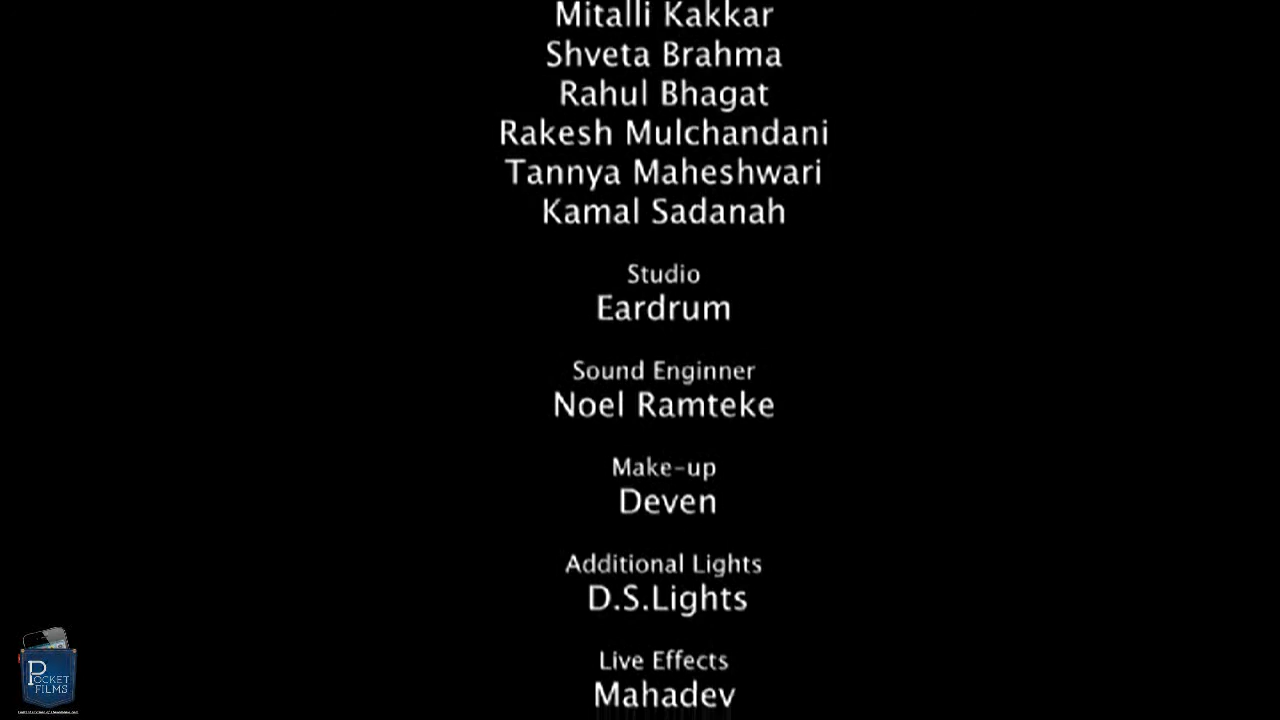 Mitalli Kakkar
Shveta Brahma
Rahul Bhagat
Rakesh Mulchandani
Tannya Maheshwari
Kamal Sadanah
Studio
Eardrum
Sound Enginner
Noel Ramteke
Make-up
Deven
Additional Lights
D.S.Lights
Live Effects
Mahadev
POCKET
FILMS